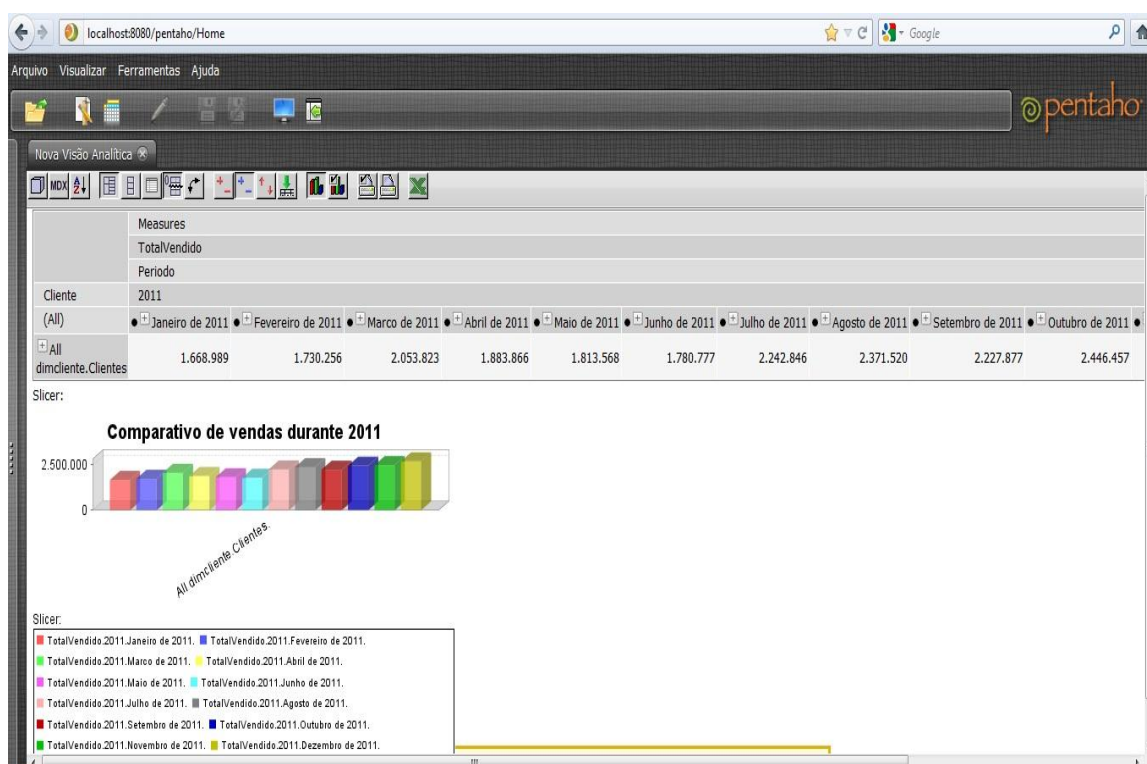 localhost:8080/pentaho/Home
Google
Arquivo Visualizar Ferramentas Ajuda
pentaho
Nova Visão Analítica
MDX
Measures
TotalVendido
Periodo
Cliente 2011
(All) Janeiro de 2011 Fevereiro de 2011 Marco de 2011 Abril de 2011 Maio de 2011 Junho de 2011 Julho de 2011 Agosto de 2011 Setembro de 2011 Outubro de 2011
All
dimcliente.Clientes 1.668.989 1.730.256 2.053.823 1.883.866 1.813.568 1.780.777 2.242.846 2.371.520 2.227.877 2.446.457
Slicer:
Comparativo de vendas durante 2011
2.500.000
0
All dimcliente.Clientes.
Slicer:
TotalVendido.2011.Janeiro de 2011. TotalVendido.2011.Fevereiro de 2011.
TotalVendido.2011.Marco de 2011. TotalVendido.2011.Abril de 2011.
TotalVendido.2011.Maio de 2011. TotalVendido.2011.Junho de 2011.
TotalVendido.2011.Julho de 2011. TotalVendido.2011.Agosto de 2011.
TotalVendido.2011.Setembro de 2011. TotalVendido.2011.Outubro de 2011.
TotalVendido.2011.Novembro de 2011. TotalVendido.2011.Dezembro de 2011.